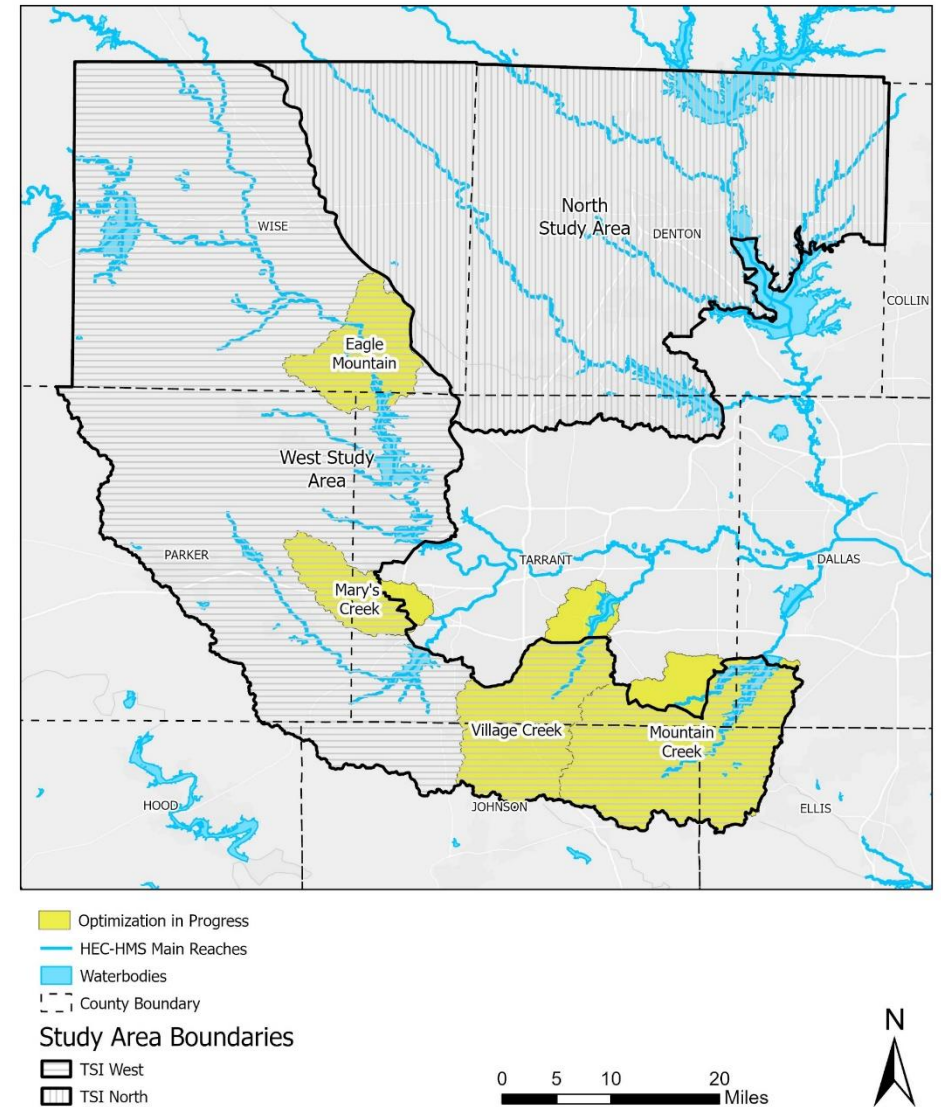 North
Study Area
WISE
DENTON
COLLIN
Eagle
Mountain
West Study
Area
PARKER
TARRANT
DALLAS
Mary's
Creek
Village Creek
Mountain
Creek
HOOD
JOHNSON
ELLIS
Optimization in Progress
HEC-HMS Main Reaches
Waterbodies
County Boundary
Study Area Boundaries
TSI West
TSI North
0 5 10 20
Miles
N